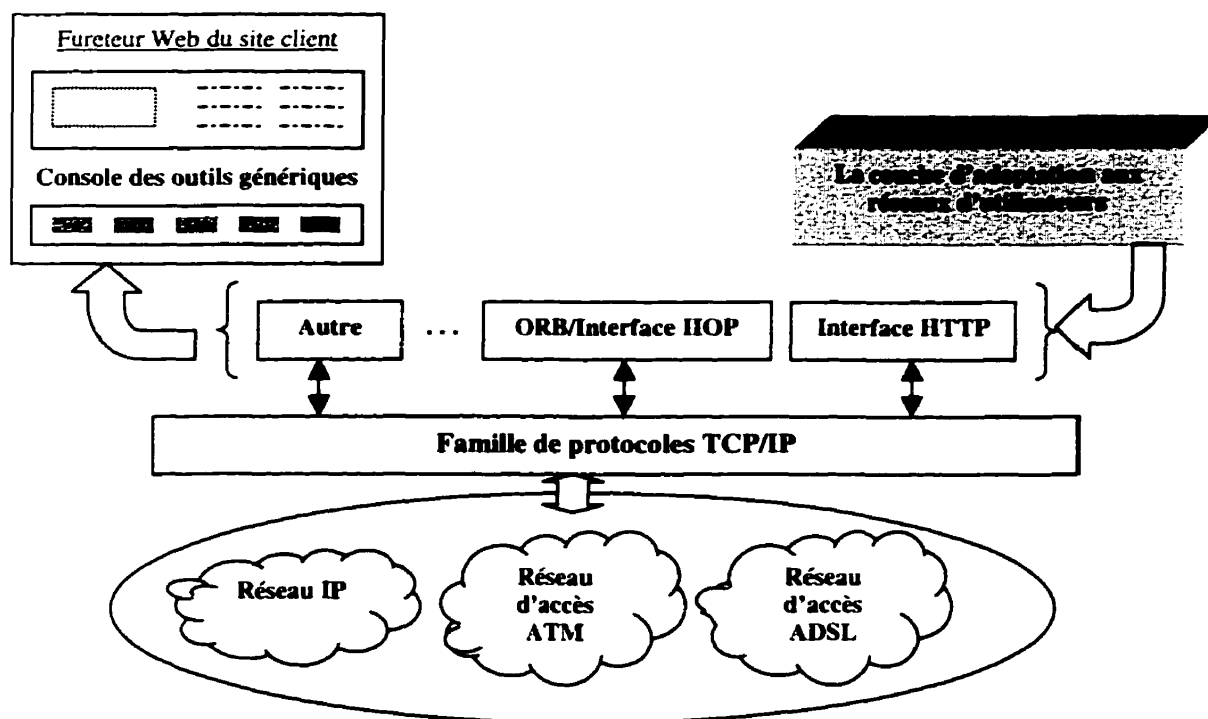 Fureteur Web du site client
Console des outils génériques
La couche d'adaptation aux
réseaux d'utilisateurs
Autre
...
ORB/Interface IIOP
Interface HTTP
Famille de protocoles TCP/IP
Réseau IP
Réseau
d'accès
ATM
Réseau
d'accès
ADSL